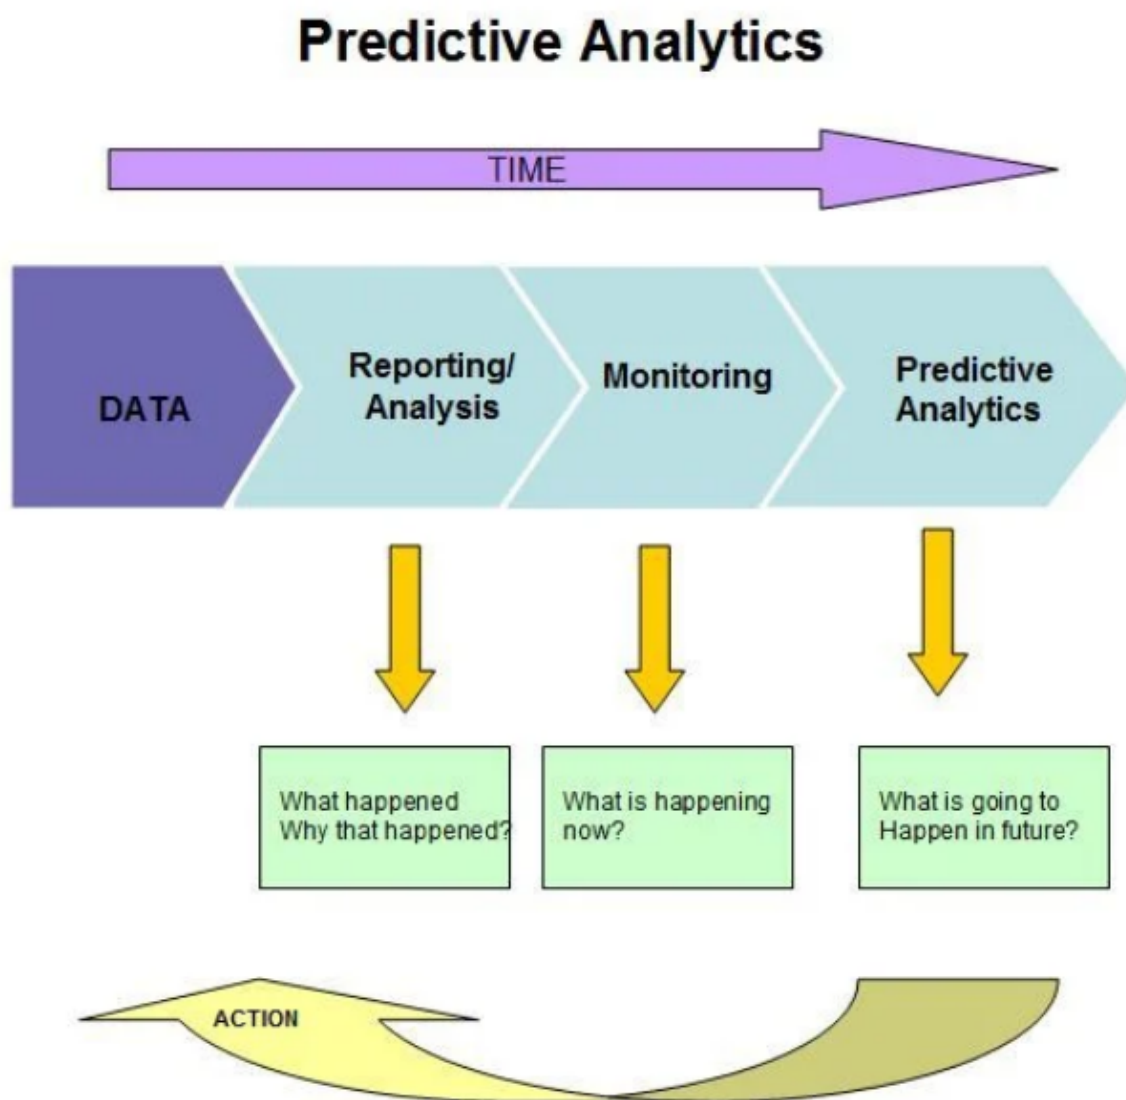 Predictive Analytics
TIME
DATA
Reporting/
Analysis
Monitoring
Predictive
Analytics
What happened
Why that happened?
What is happening
now?
What is going to
Happen in future?
ACTION